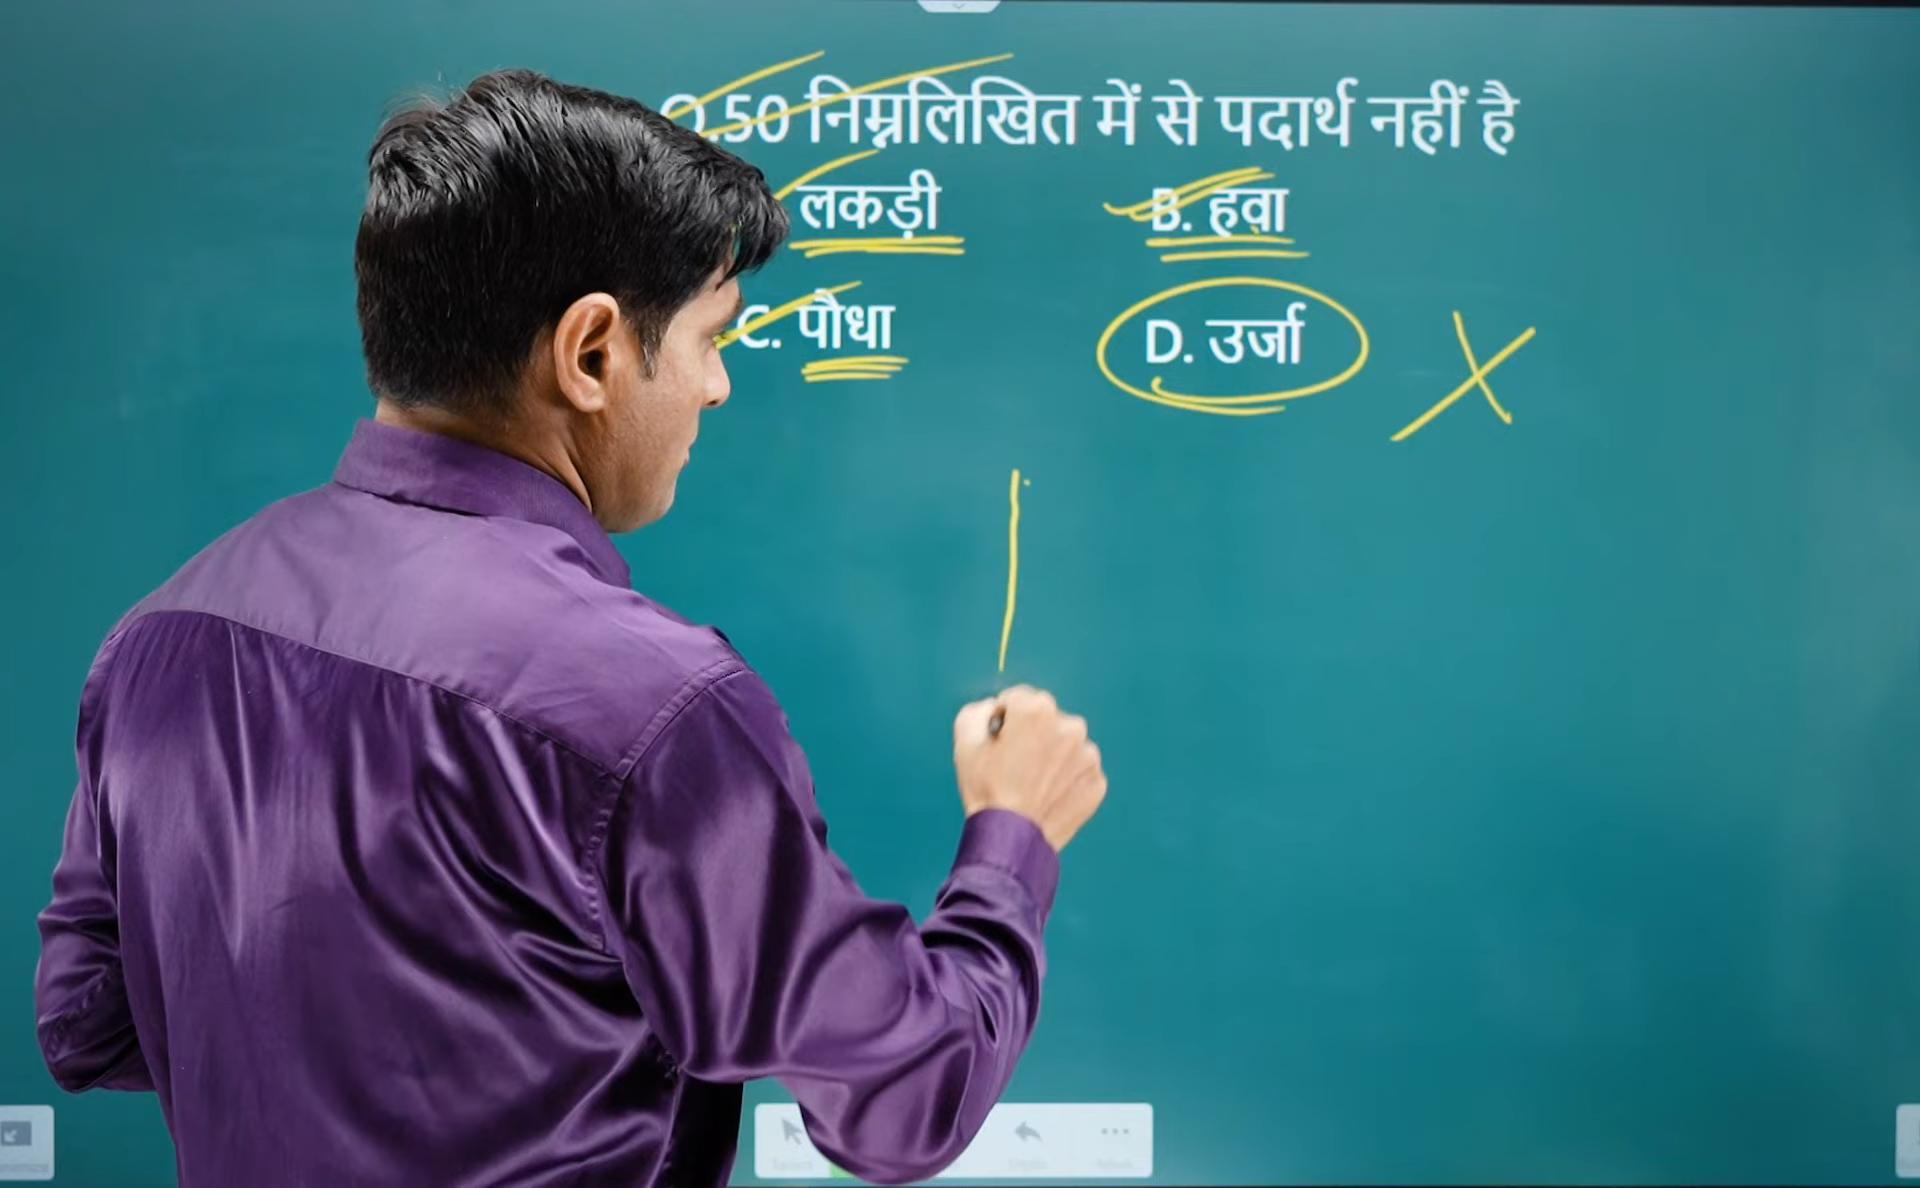 Q.50 निम्नलिखित में से पदार्थ नहीं है
लकड़ी B. हवा
C. पौधा D. उर्जा